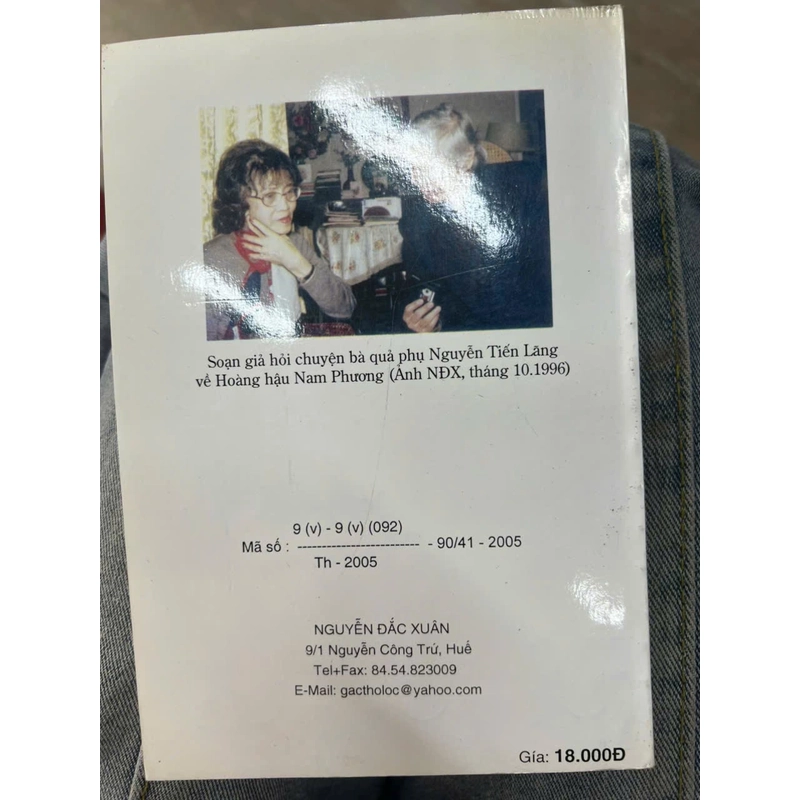 Soạn giả hỏi chuyện bà quả phụ Nguyễn Tiến Lãng
về Hoàng hậu Nam Phương (Ảnh NĐX, tháng 10.1996)
9 (v) - 9 (v) (092)
Mã số : ------------------------- - 90/41 - 2005
Th - 2005
NGUYỄN ĐẮC XUÂN
9/1 Nguyễn Công Trứ, Huế
Tel+Fax: 84.54.823009
E-Mail: gactholoc@yahoo.com
Gía: 18.000Đ